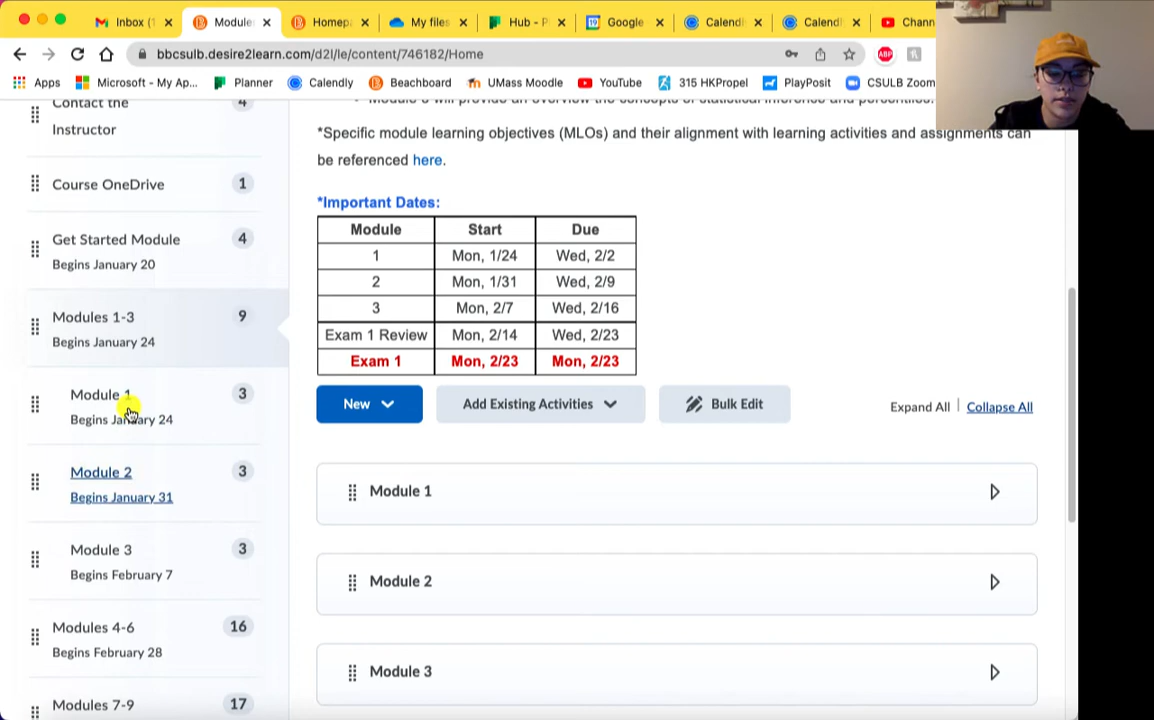 Inbox (1
Module
Homepa
My files
Hub - P
Google
Calendl
Calendl
Chann
bbcsulb.desire2learn.com/d2l/le/content/746182/Home
ABP
Apps
Microsoft - My Ap...
Planner
Calendly
Beachboard
UMass Moodle
YouTube
315 HKPropel
PlayPosit
CSULB Zoom
Contact the
Instructor
4
Course OneDrive
1
Get Started Module
4
Begins January 20
Modules 1-3
9
Begins January 24
Module 1
3
Begins January 24
Module 2
3
Begins January 31
Module 3
3
Begins February 7
Modules 4-6
16
Begins February 28
Modules 7-9
17
*Specific module learning objectives (MLOs) and their alignment with learning activities and assignments can
be referenced here.
*Important Dates:
Module Start Due
1 Mon, 1/24 Wed, 2/2
2 Mon, 1/31 Wed, 2/9
3 Mon, 2/7 Wed, 2/16
Exam 1 Review Mon, 2/14 Wed, 2/23
Exam 1 Mon, 2/23 Mon, 2/23
New
Add Existing Activities
Bulk Edit
Expand All
Collapse All
Module 1
Module 2
Module 3